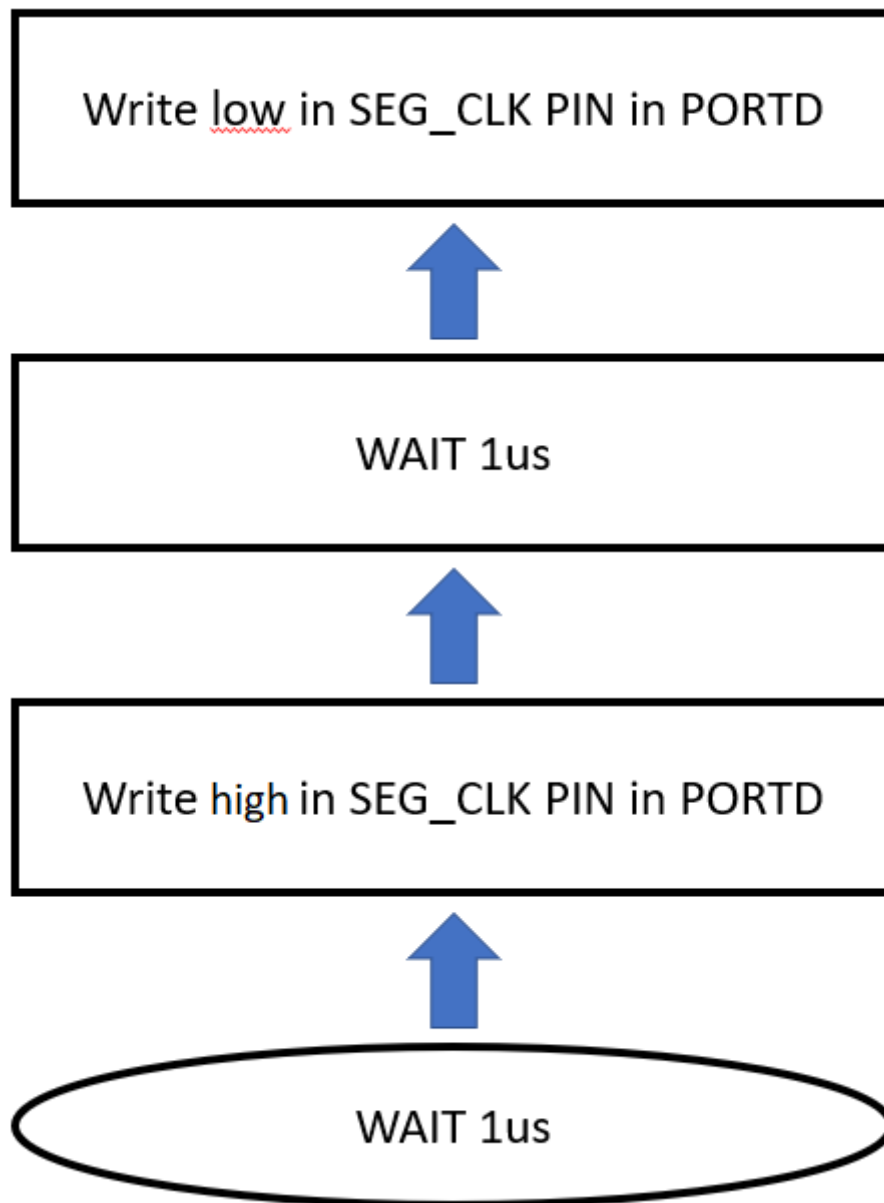 Write low in SEG_CLK PIN in PORTD
WAIT 1us
Write high in SEG_CLK PIN in PORTD
WAIT 1us